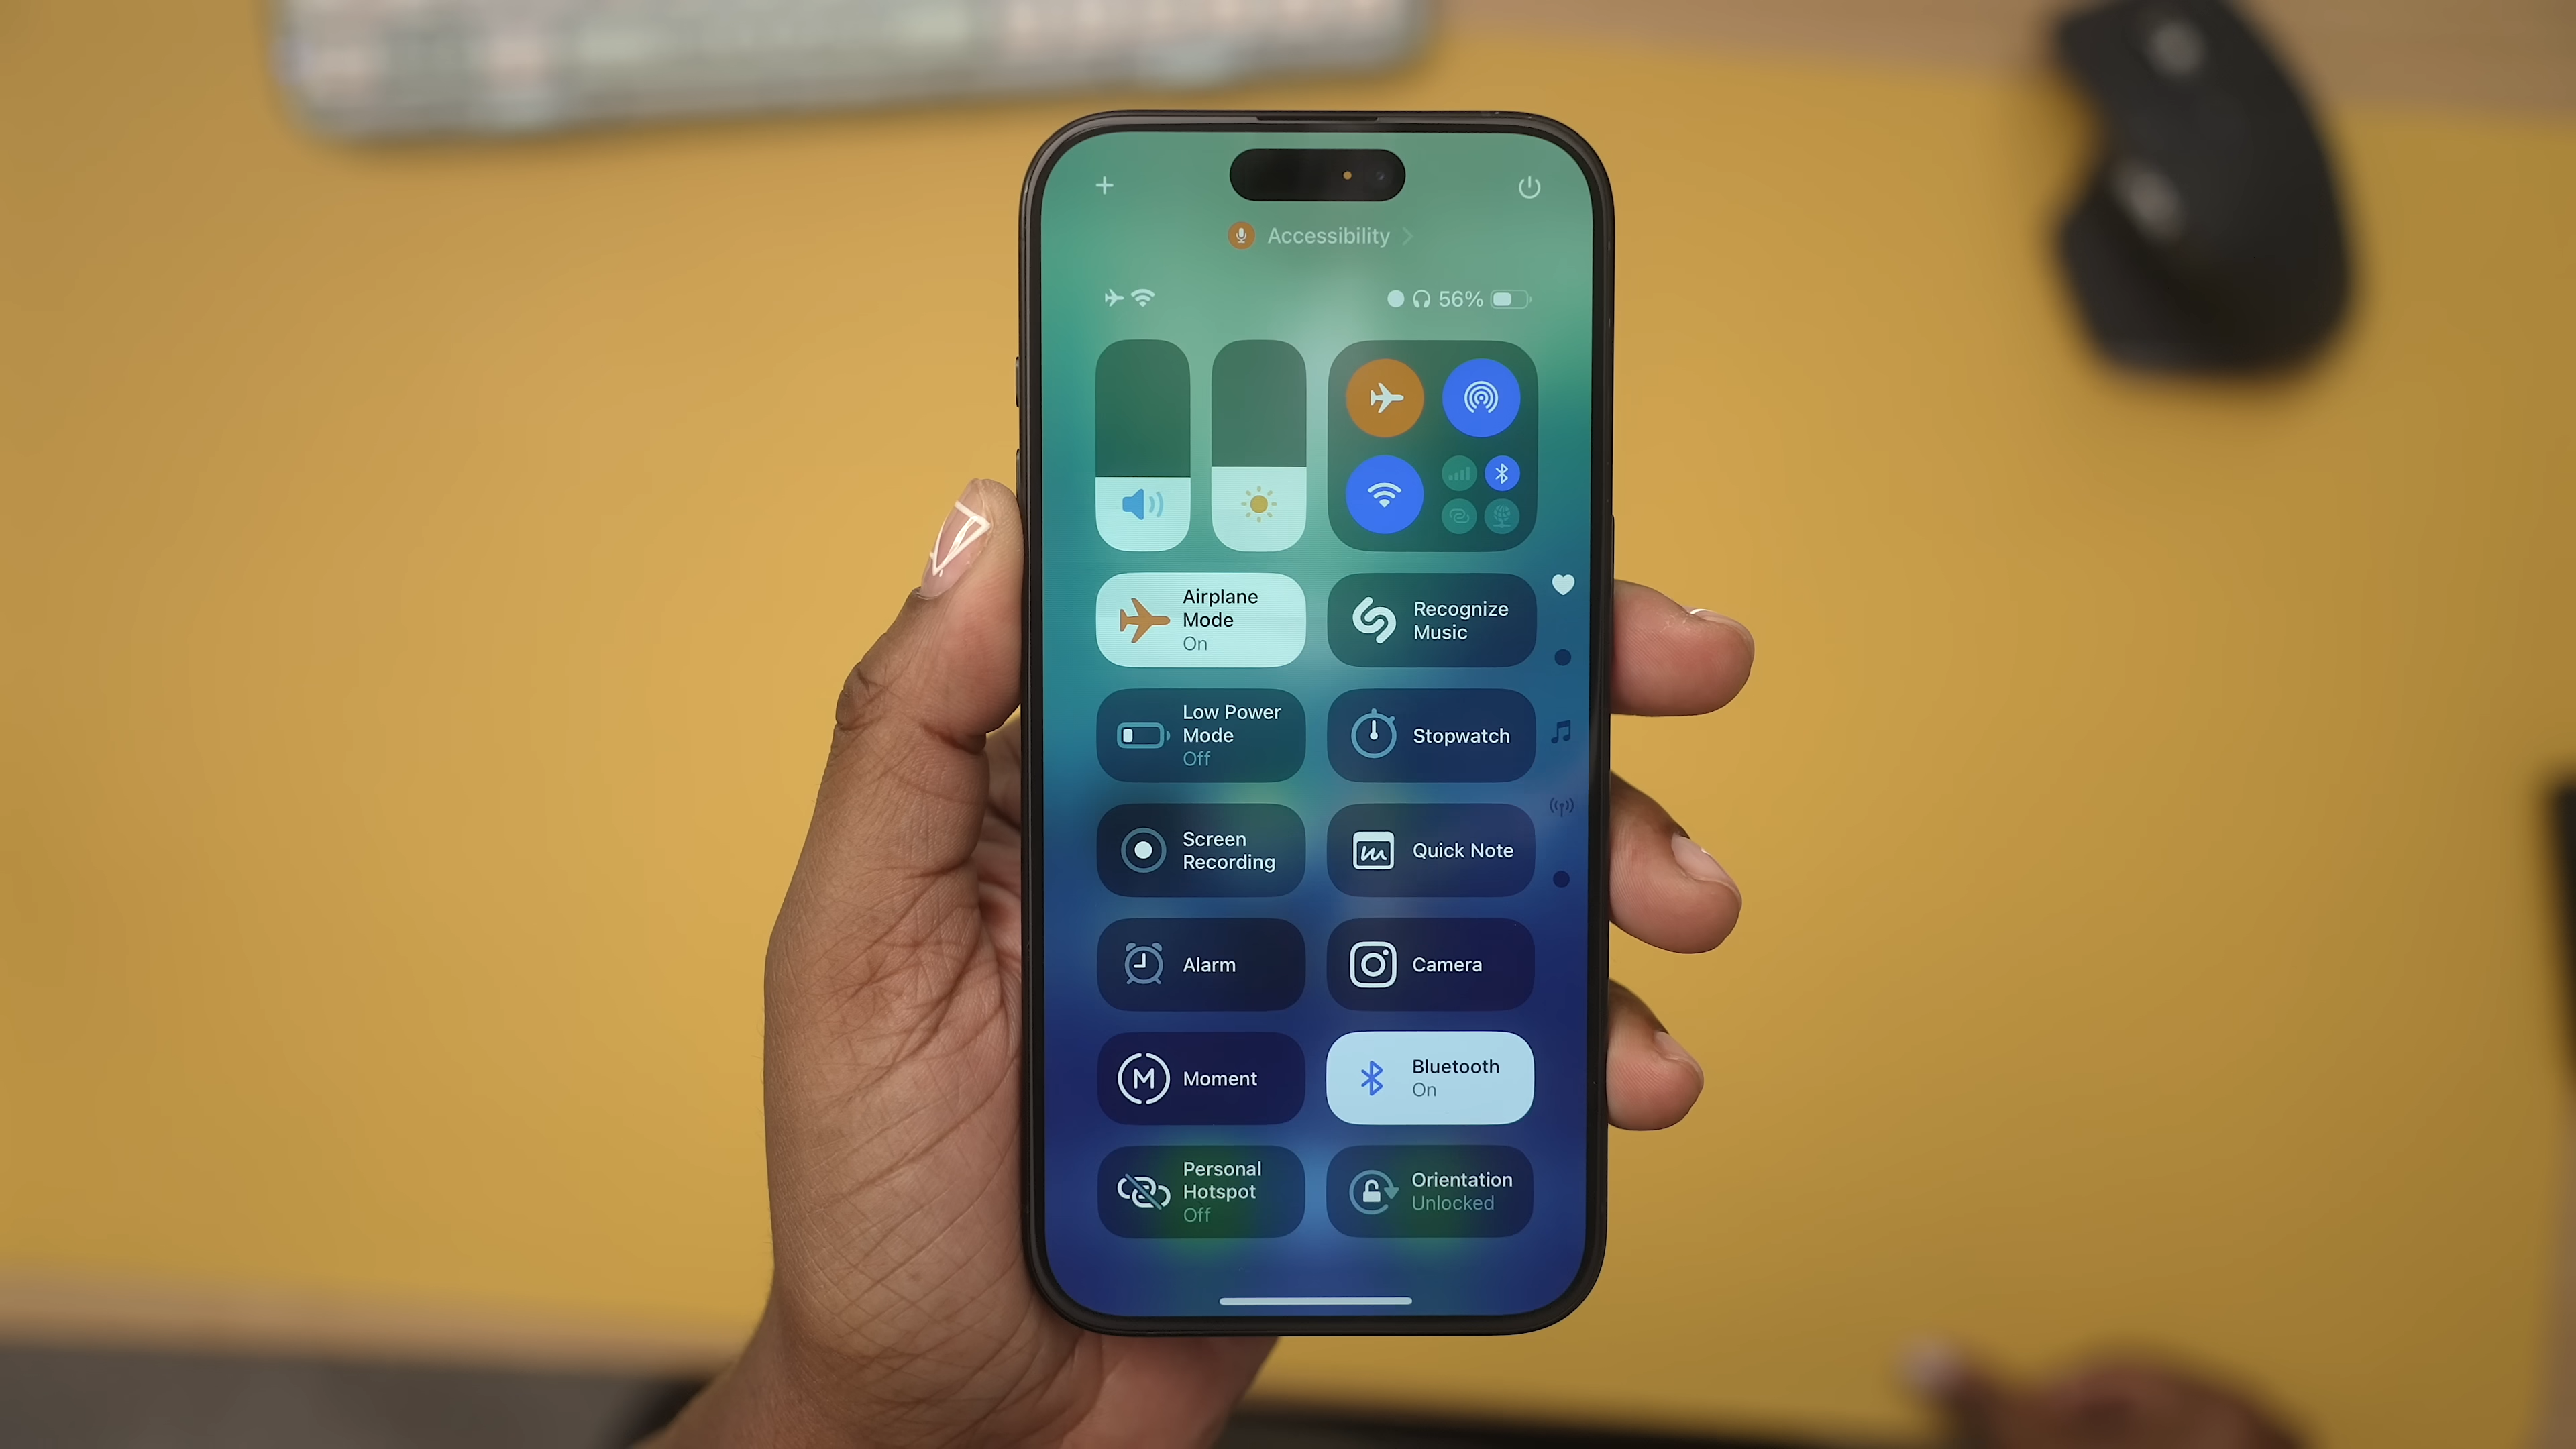 Accessibility
56%
Airplane
Mode
On
Recognize
Music
Low Power
Mode
Off
Stopwatch
Screen
Recording
Quick Note
Alarm
Camera
M
Moment
Bluetooth
On
Personal
Hotspot
Off
Orientation
Unlocked